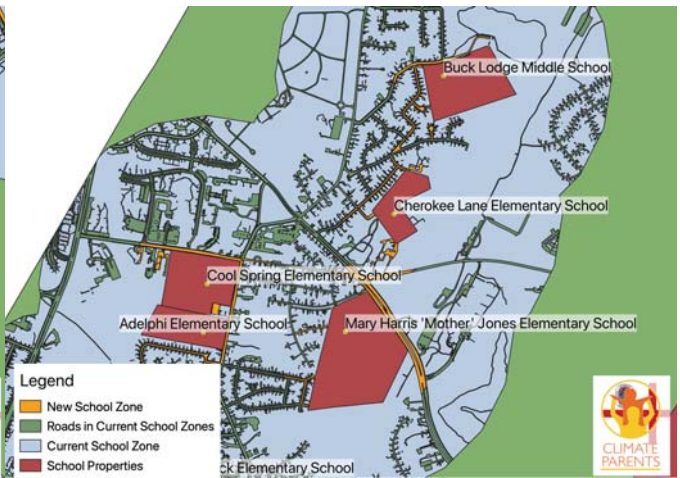 Buck Lodge Middle School
Cherokee Lane Elementary School
Cool Spring Elementary School
Adelphi Elementary School
Mary Harris 'Mother' Jones Elementary School
Legend
New School Zone
Roads in Current School Zones
Current School Zone
School Properties
ck Elementary School
CLIMATE
PARENTS